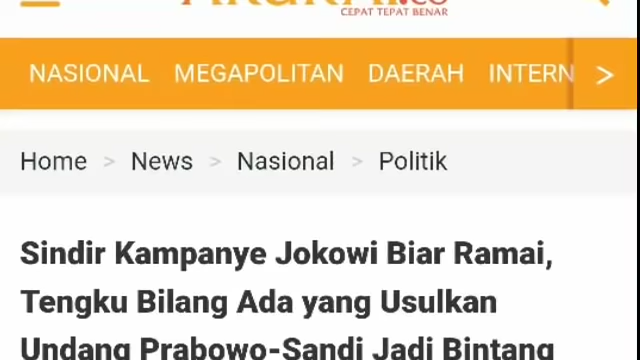 CEPAT TEPAT BENAR
NASIONAL MEGAPOLITAN DAERAH INTERN >
Home > News > Nasional > Politik
Sindir Kampanye Jokowi Biar Ramai,
Tengku Bilang Ada yang Usulkan
Undang Prabowo-Sandi Jadi Bintang